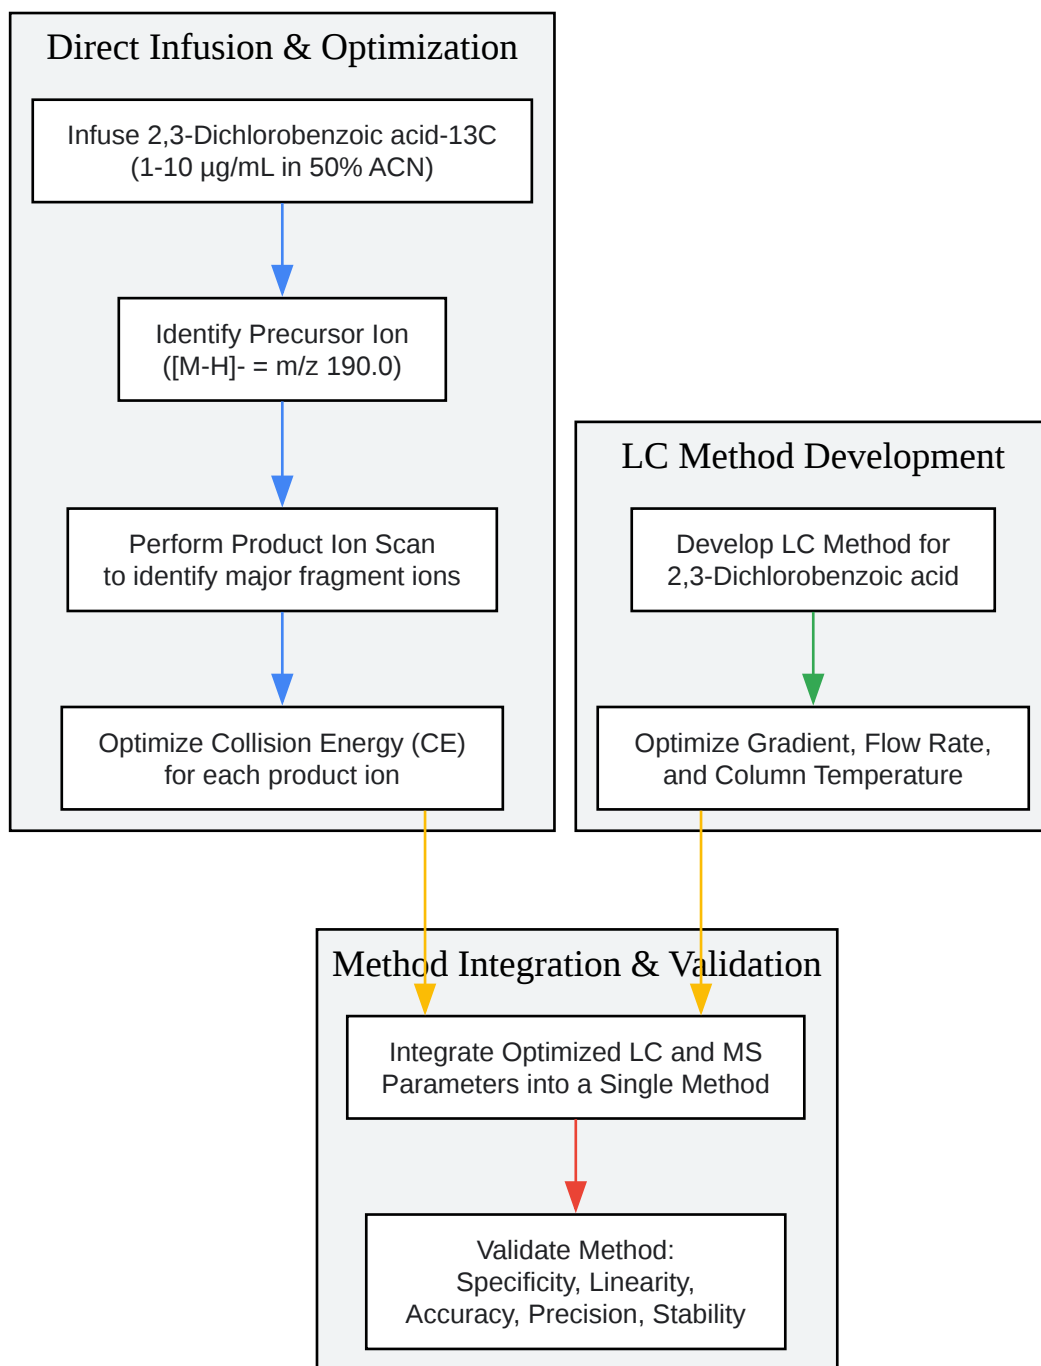 Direct Infusion & Optimization
Infuse 2,3-Dichlorobenzoic acid-13C
(1-10 µg/mL in 50% ACN)
Identify Precursor Ion
([M-H]- = m/z 190.0)
Perform Product Ion Scan
to identify major fragment ions
Optimize Collision Energy (CE)
for each product ion
LC Method Development
Develop LC Method for
2,3-Dichlorobenzoic acid
Optimize Gradient, Flow Rate,
and Column Temperature
Method Integration & Validation
Integrate Optimized LC and MS
Parameters into a Single Method
Validate Method:
Specificity, Linearity,
Accuracy, Precision, Stability